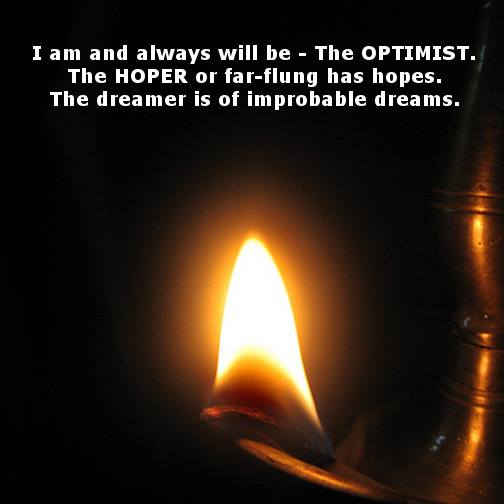 I am and always will be - The OPTIMIST.
The HOPER or far-flung has hopes.
The dreamer is of improbable dreams.